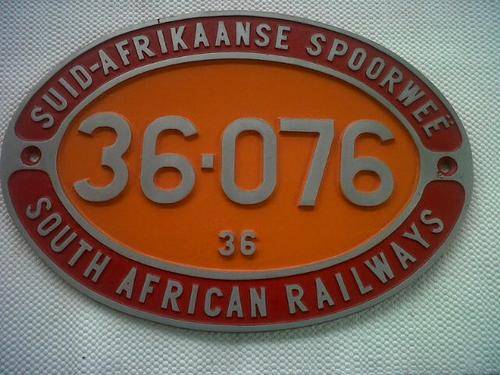 SUID-AFRIKAANSE SPOORWEË
36·076
36
SOUTH AFRICAN RAILWAYS